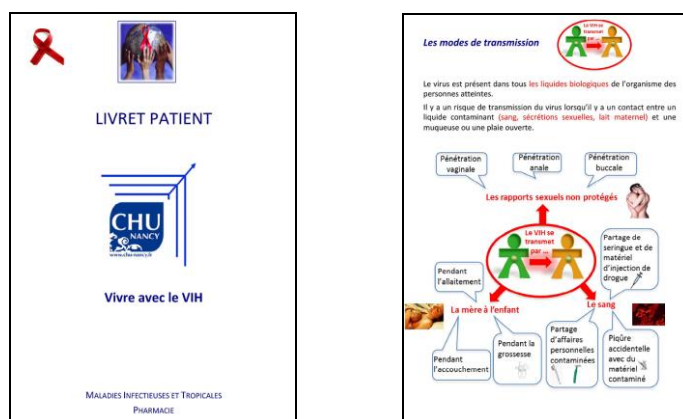 LIVRET PATIENT
CHU
NANCY
www.chu-nancy.fr
Vivre avec le VIH
MALADIES INFECTIEUSES ET TROPICALES
PHARMACIE
Les modes de transmission
Le VIH se
transmet
par ...
Le virus est présent dans tous les liquides biologiques de l'organisme des
personnes atteintes.
Il y a un risque de transmission du virus lorsqu'il y a un contact entre un
liquide contaminant (sang, sécrétions sexuelles, lait maternel) et une
muqueuse ou une plaie ouverte.
Pénétration
vaginale
Pénétration
anale
Pénétration
buccale
Les rapports sexuels non protégés
Le VIH se
transmet
par ...
Partage de
seringue et de
matériel
d'injection de
drogue
Pendant
l'allaitement
La mère à l'enfant
Le sang
Pendant
l'accouchement
Pendant la
grossesse
Partage
d'affaires
personnelles
contaminées
Piqûre
accidentelle
avec du
matériel
contaminé